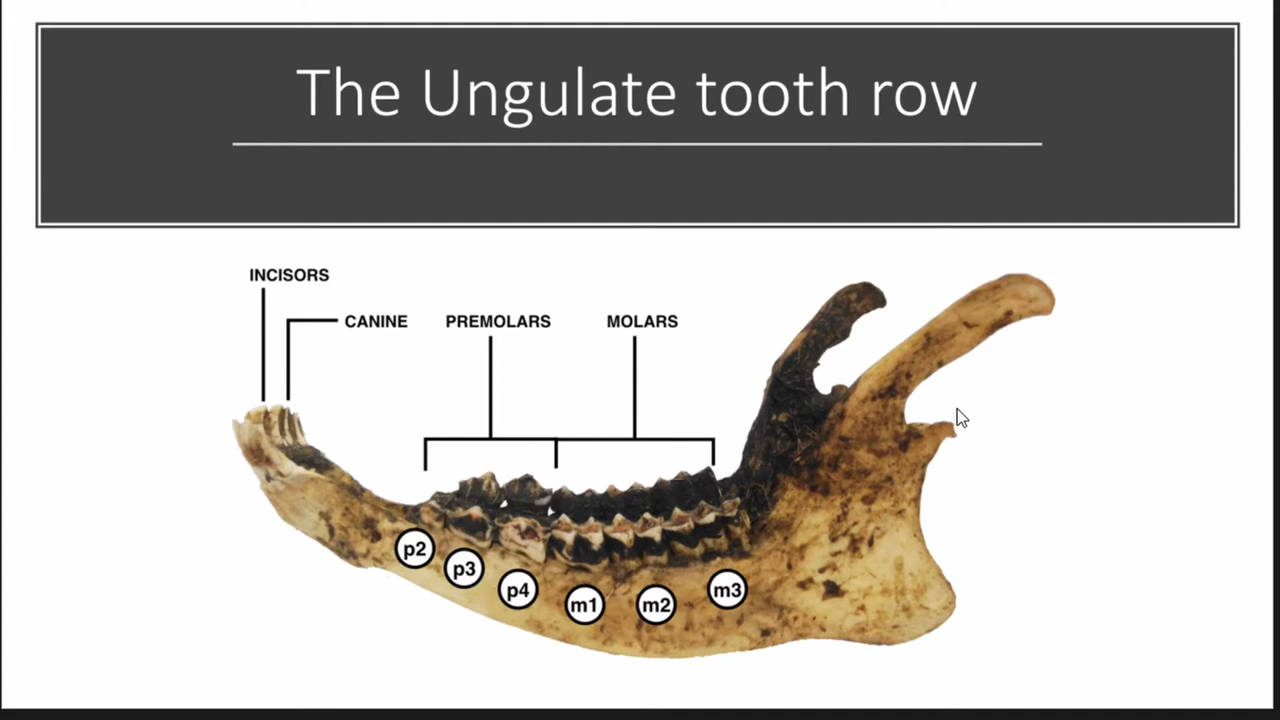 The Ungulate tooth row
INCISORS
CANINE
PREMOLARS
MOLARS
p2
p3
p4
m1
m2
m3